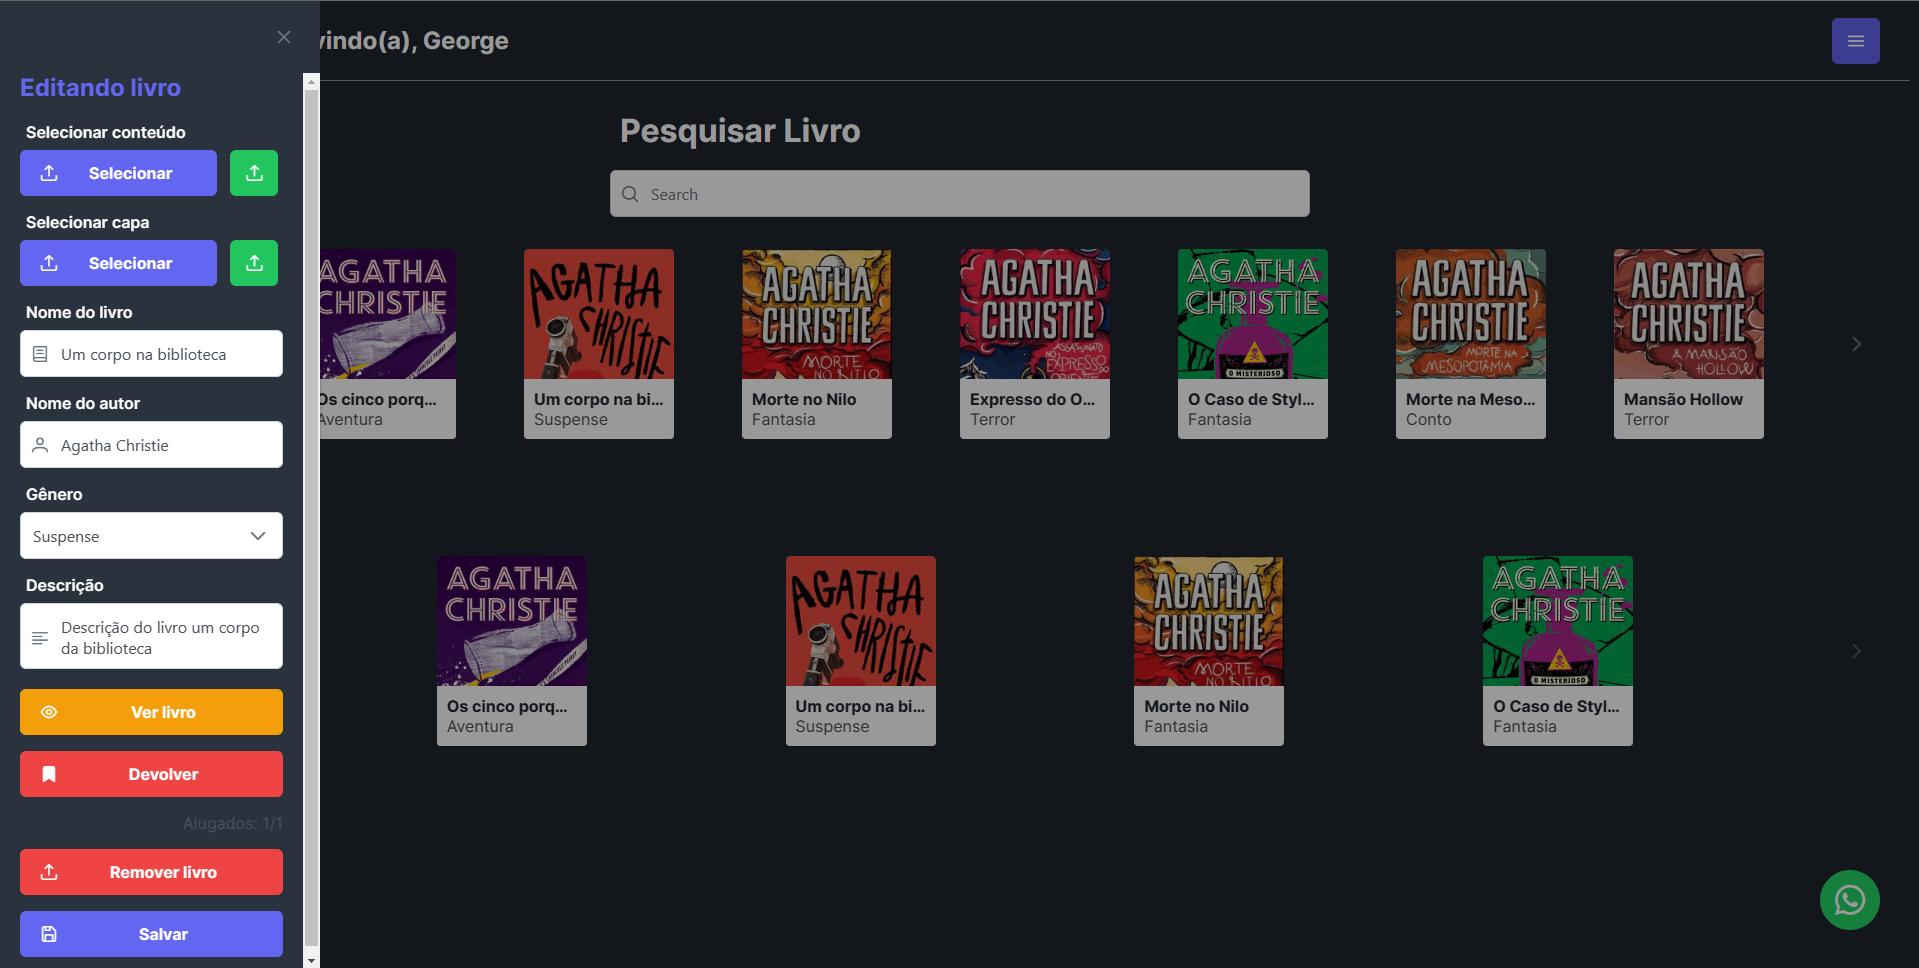 vindo(a), George
Editando livro
Selecionar conteúdo
Selecionar
Selecionar capa
Selecionar
Nome do livro
Um corpo na biblioteca
Nome do autor
Agatha Christie
Gênero
Suspense
Descrição
Descrição do livro um corpo
da biblioteca
Ver livro
Devolver
Alugados: 1/1
Remover livro
Salvar
Pesquisar Livro
Search
AGATHA
CHRISTIE
Os cinco porq...
Aventura
AGATHA
CHRISTIE
Um corpo na bi...
Suspense
AGATHA
CHRISTIE
MORTE
NO NILO
Morte no Nilo
Fantasia
AGATHA
CHRISTIE
ASSASSINATO
NO EXPRESSO
DO ORIENTE
Expresso do O...
Terror
AGATHA
CHRISTIE
O MISTERIOSO
O Caso de Styl...
Fantasia
AGATHA
CHRISTIE
MORTE NA
MESOPOTÂMIA
Morte na Meso...
Conto
AGATHA
CHRISTIE
A MANSÃO
HOLLOW
Mansão Hollow
Terror
AGATHA
CHRISTIE
Os cinco porq...
Aventura
AGATHA
CHRISTIE
Um corpo na bi...
Suspense
AGATHA
CHRISTIE
MORTE
NO NILO
Morte no Nilo
Fantasia
AGATHA
CHRISTIE
O MISTERIOSO
O Caso de Styl...
Fantasia